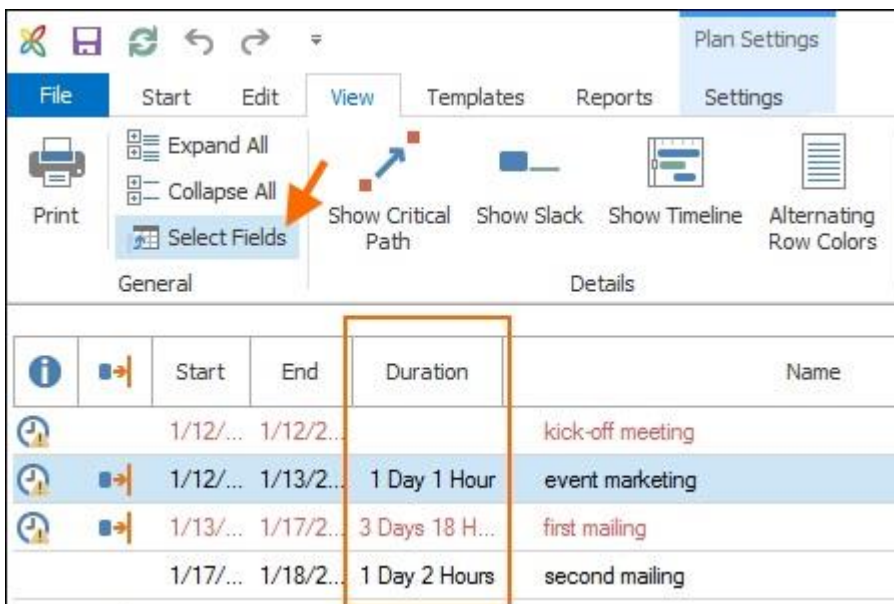 Plan Settings
File Start Edit View Templates Reports Settings
Print
Expand All
Collapse All
Select Fields
General
Show Critical
Path
Show Slack
Show Timeline
Alternating
Row Colors
Details
Start End Duration Name
1/12/... 1/12/2... kick-off meeting
1/12/... 1/13/2... 1 Day 1 Hour event marketing
1/13/... 1/17/2... 3 Days 18 H... first mailing
1/17/... 1/18/2... 1 Day 2 Hours second mailing